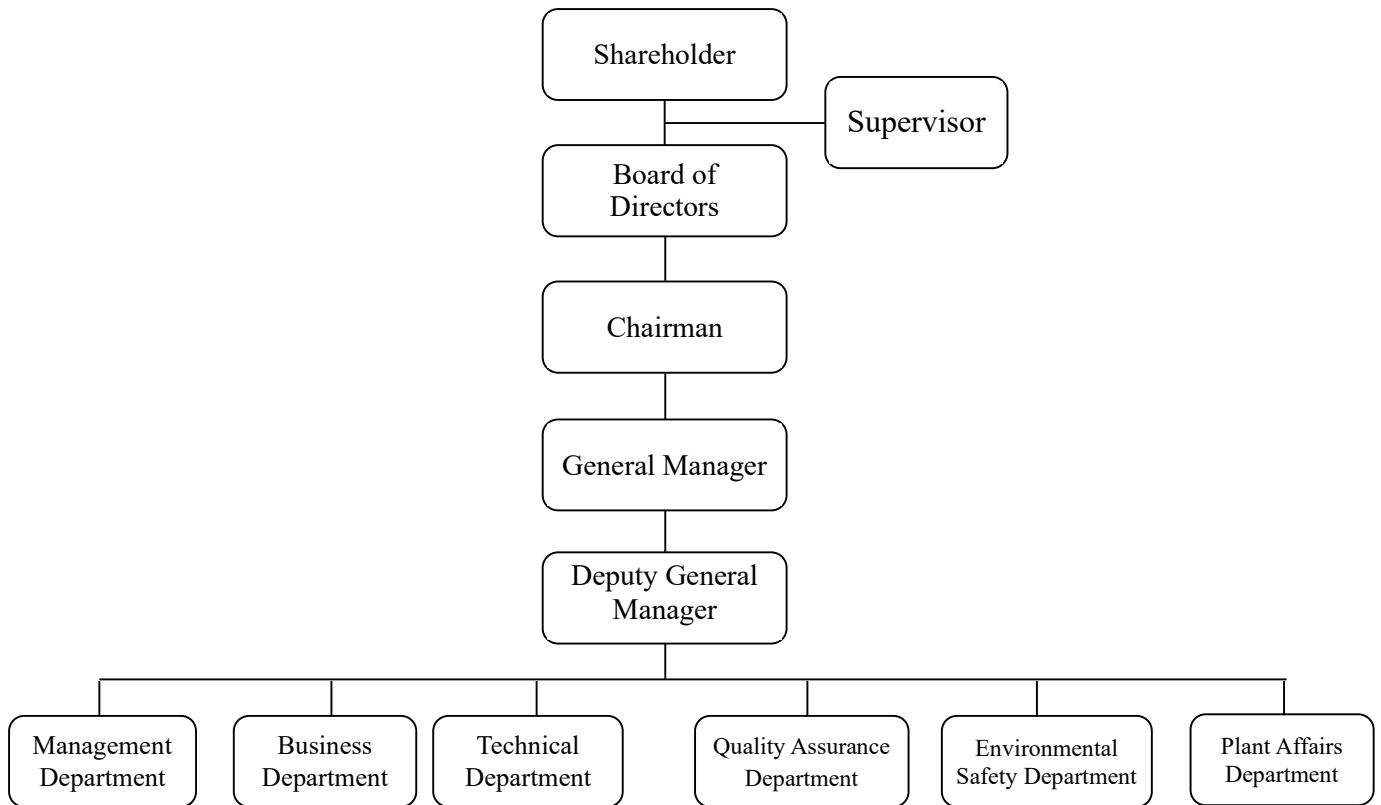 Shareholder
Supervisor
Board of
Directors
Chairman
General Manager
Deputy General
Manager
Management
Department
Business
Department
Technical
Department
Quality Assurance
Department
Environmental
Safety Department
Plant Affairs
Department